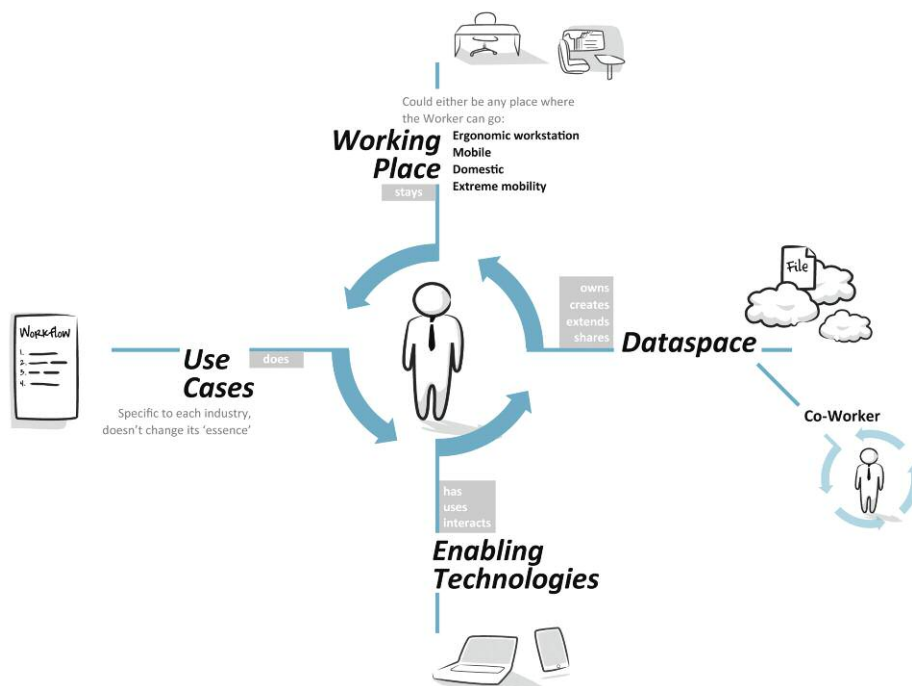 Could either be any place where
the Worker can go:
Working
Place
Ergonomic workstation
Mobile
Domestic
Extreme mobility
stays
File
owns
creates
extends
shares
Dataspace
WORKFLOW
1.
2.
3.
4.
does
Use
Cases
Specific to each industry,
doesn't change its 'essence'
Co-Worker
has
uses
interacts
Enabling
Technologies